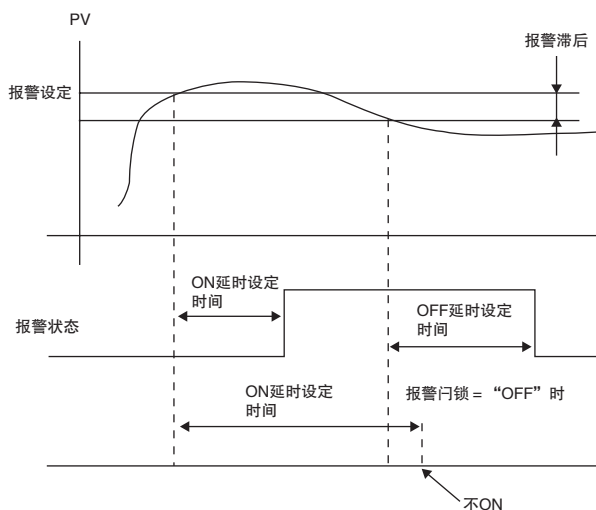 PV
报警滞后
报警设定
ON延时设定
时间
报警状态
OFF延时设定
时间
ON延时设定
时间
报警闩锁 = “OFF”时
不ON